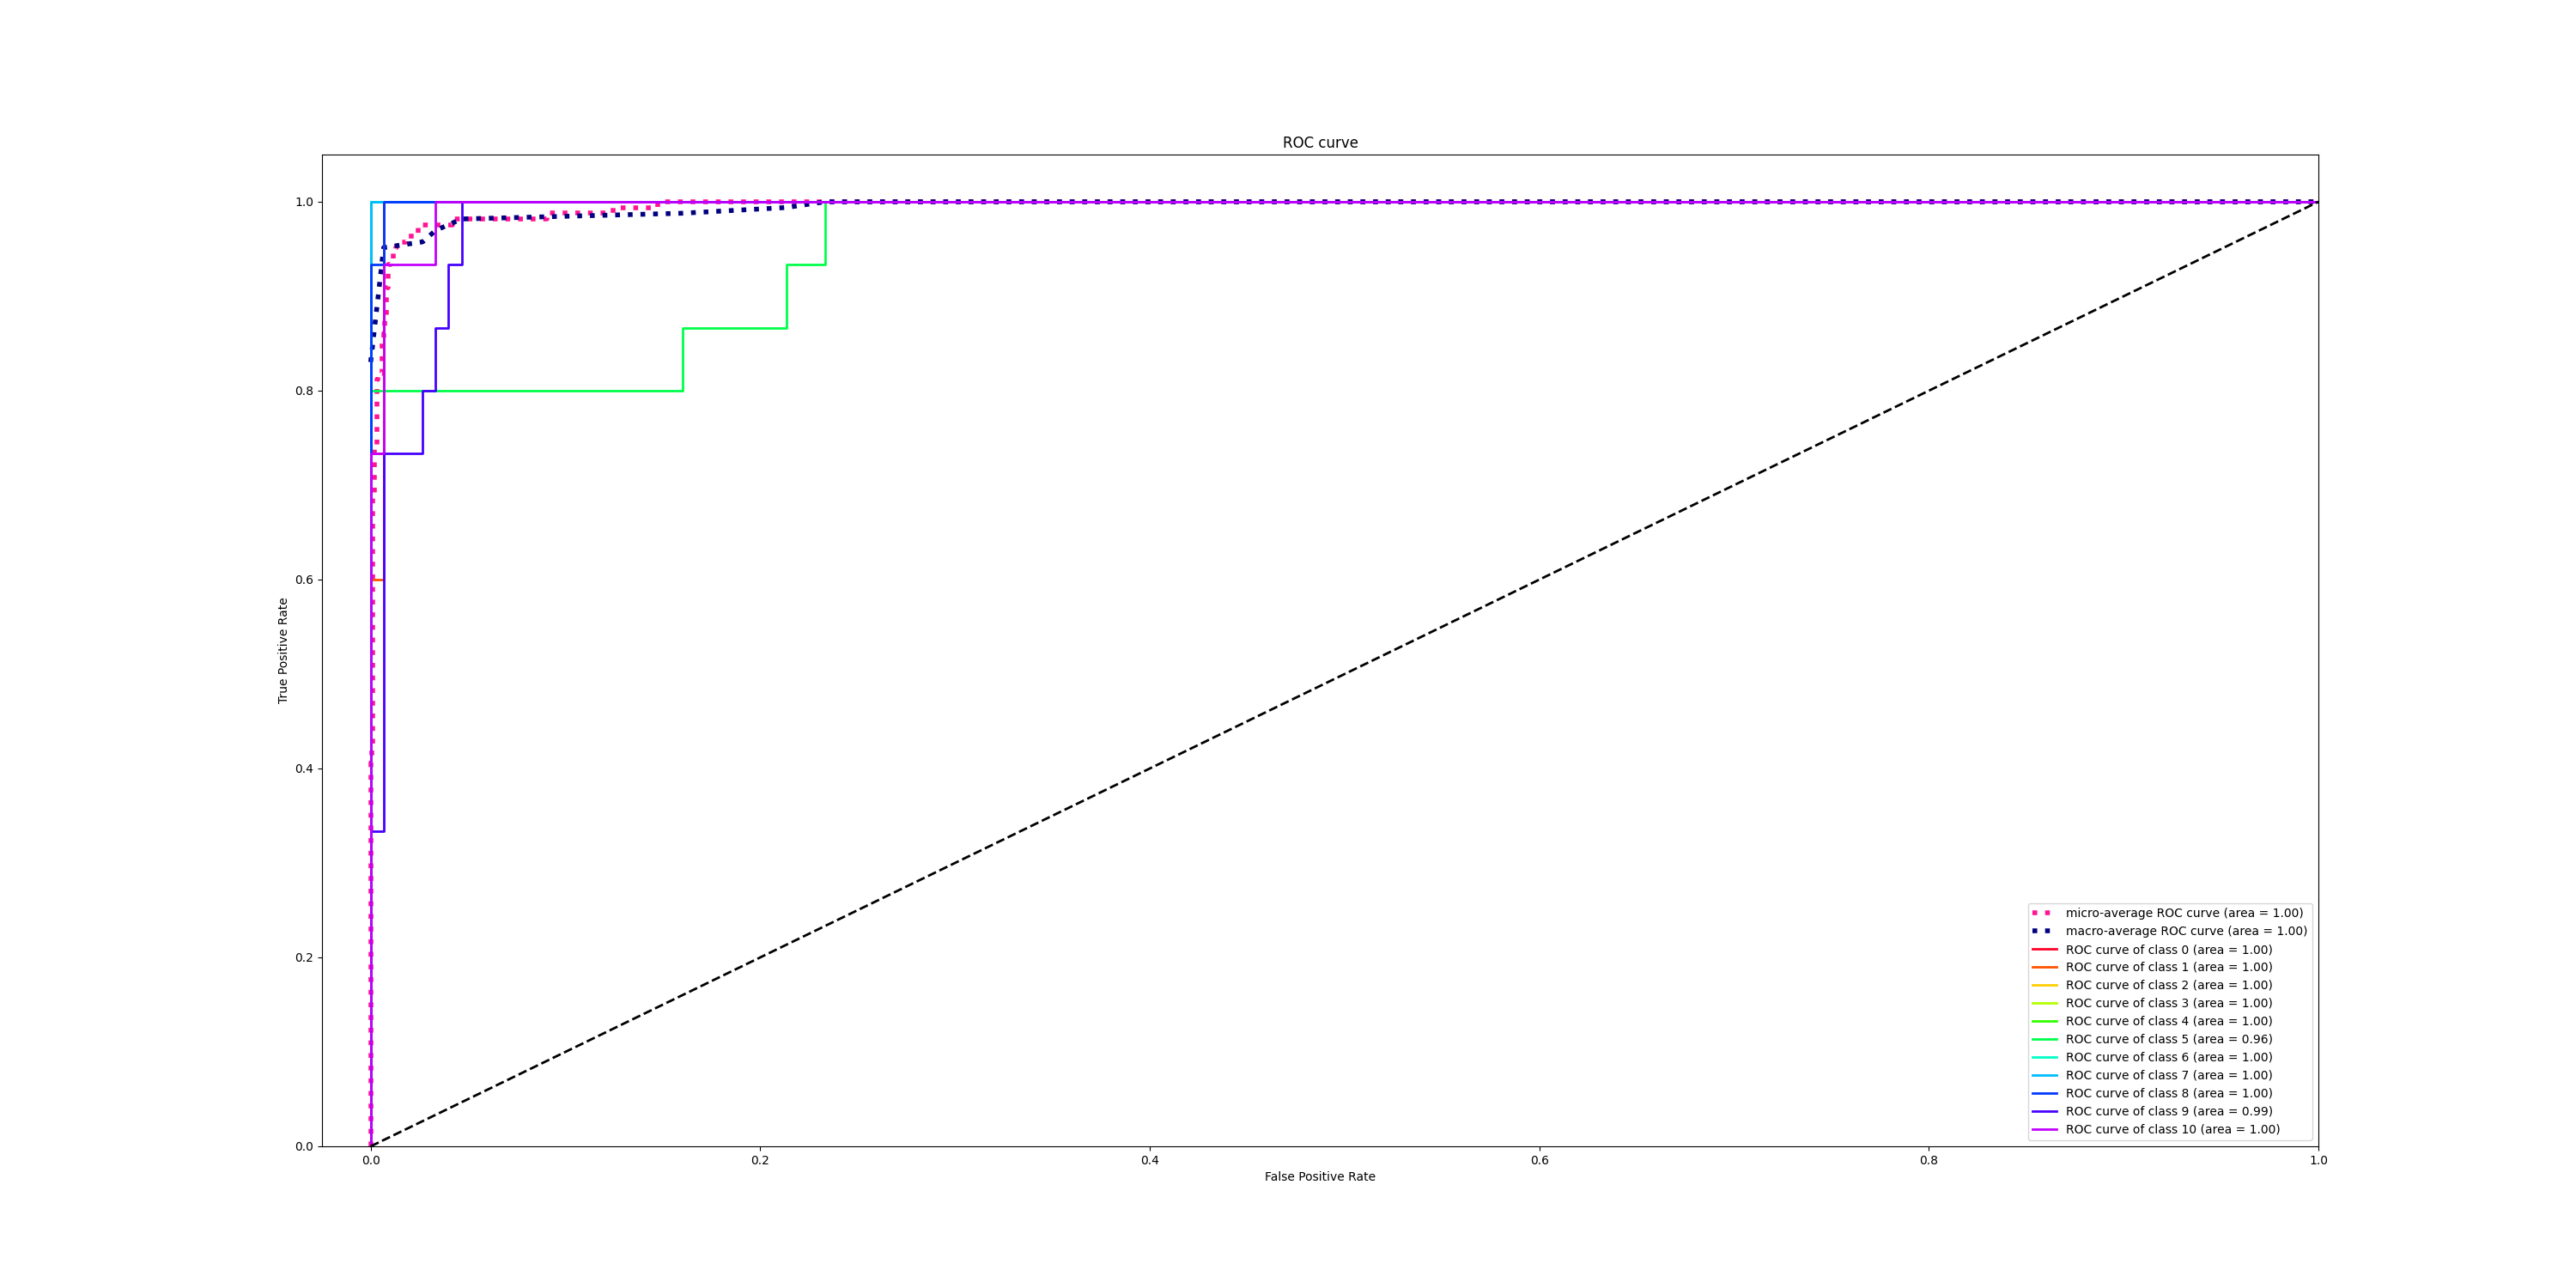 ROC curve
1.0
0.8
0.6
0.4
0.2
0.0
True Positive Rate
0.0 0.2 0.4 0.6 0.8 1.0
False Positive Rate
micro-average ROC curve (area = 1.00)
macro-average ROC curve (area = 1.00)
ROC curve of class 0 (area = 1.00)
ROC curve of class 1 (area = 1.00)
ROC curve of class 2 (area = 1.00)
ROC curve of class 3 (area = 1.00)
ROC curve of class 4 (area = 1.00)
ROC curve of class 5 (area = 0.96)
ROC curve of class 6 (area = 1.00)
ROC curve of class 7 (area = 1.00)
ROC curve of class 8 (area = 1.00)
ROC curve of class 9 (area = 0.99)
ROC curve of class 10 (area = 1.00)